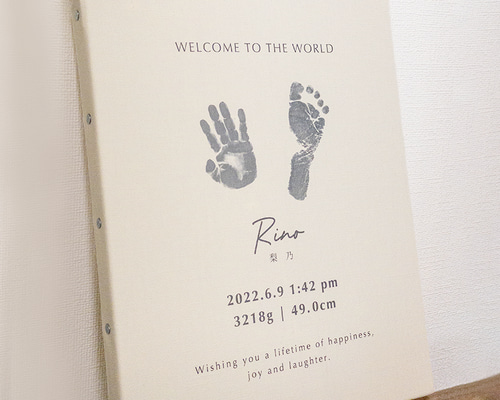 WELCOME TO THE WORLD
Rino
梨乃
2022.6.9 1:42 pm
3218g | 49.0cm
Wishing you a lifetime of happiness,
joy and laughter.